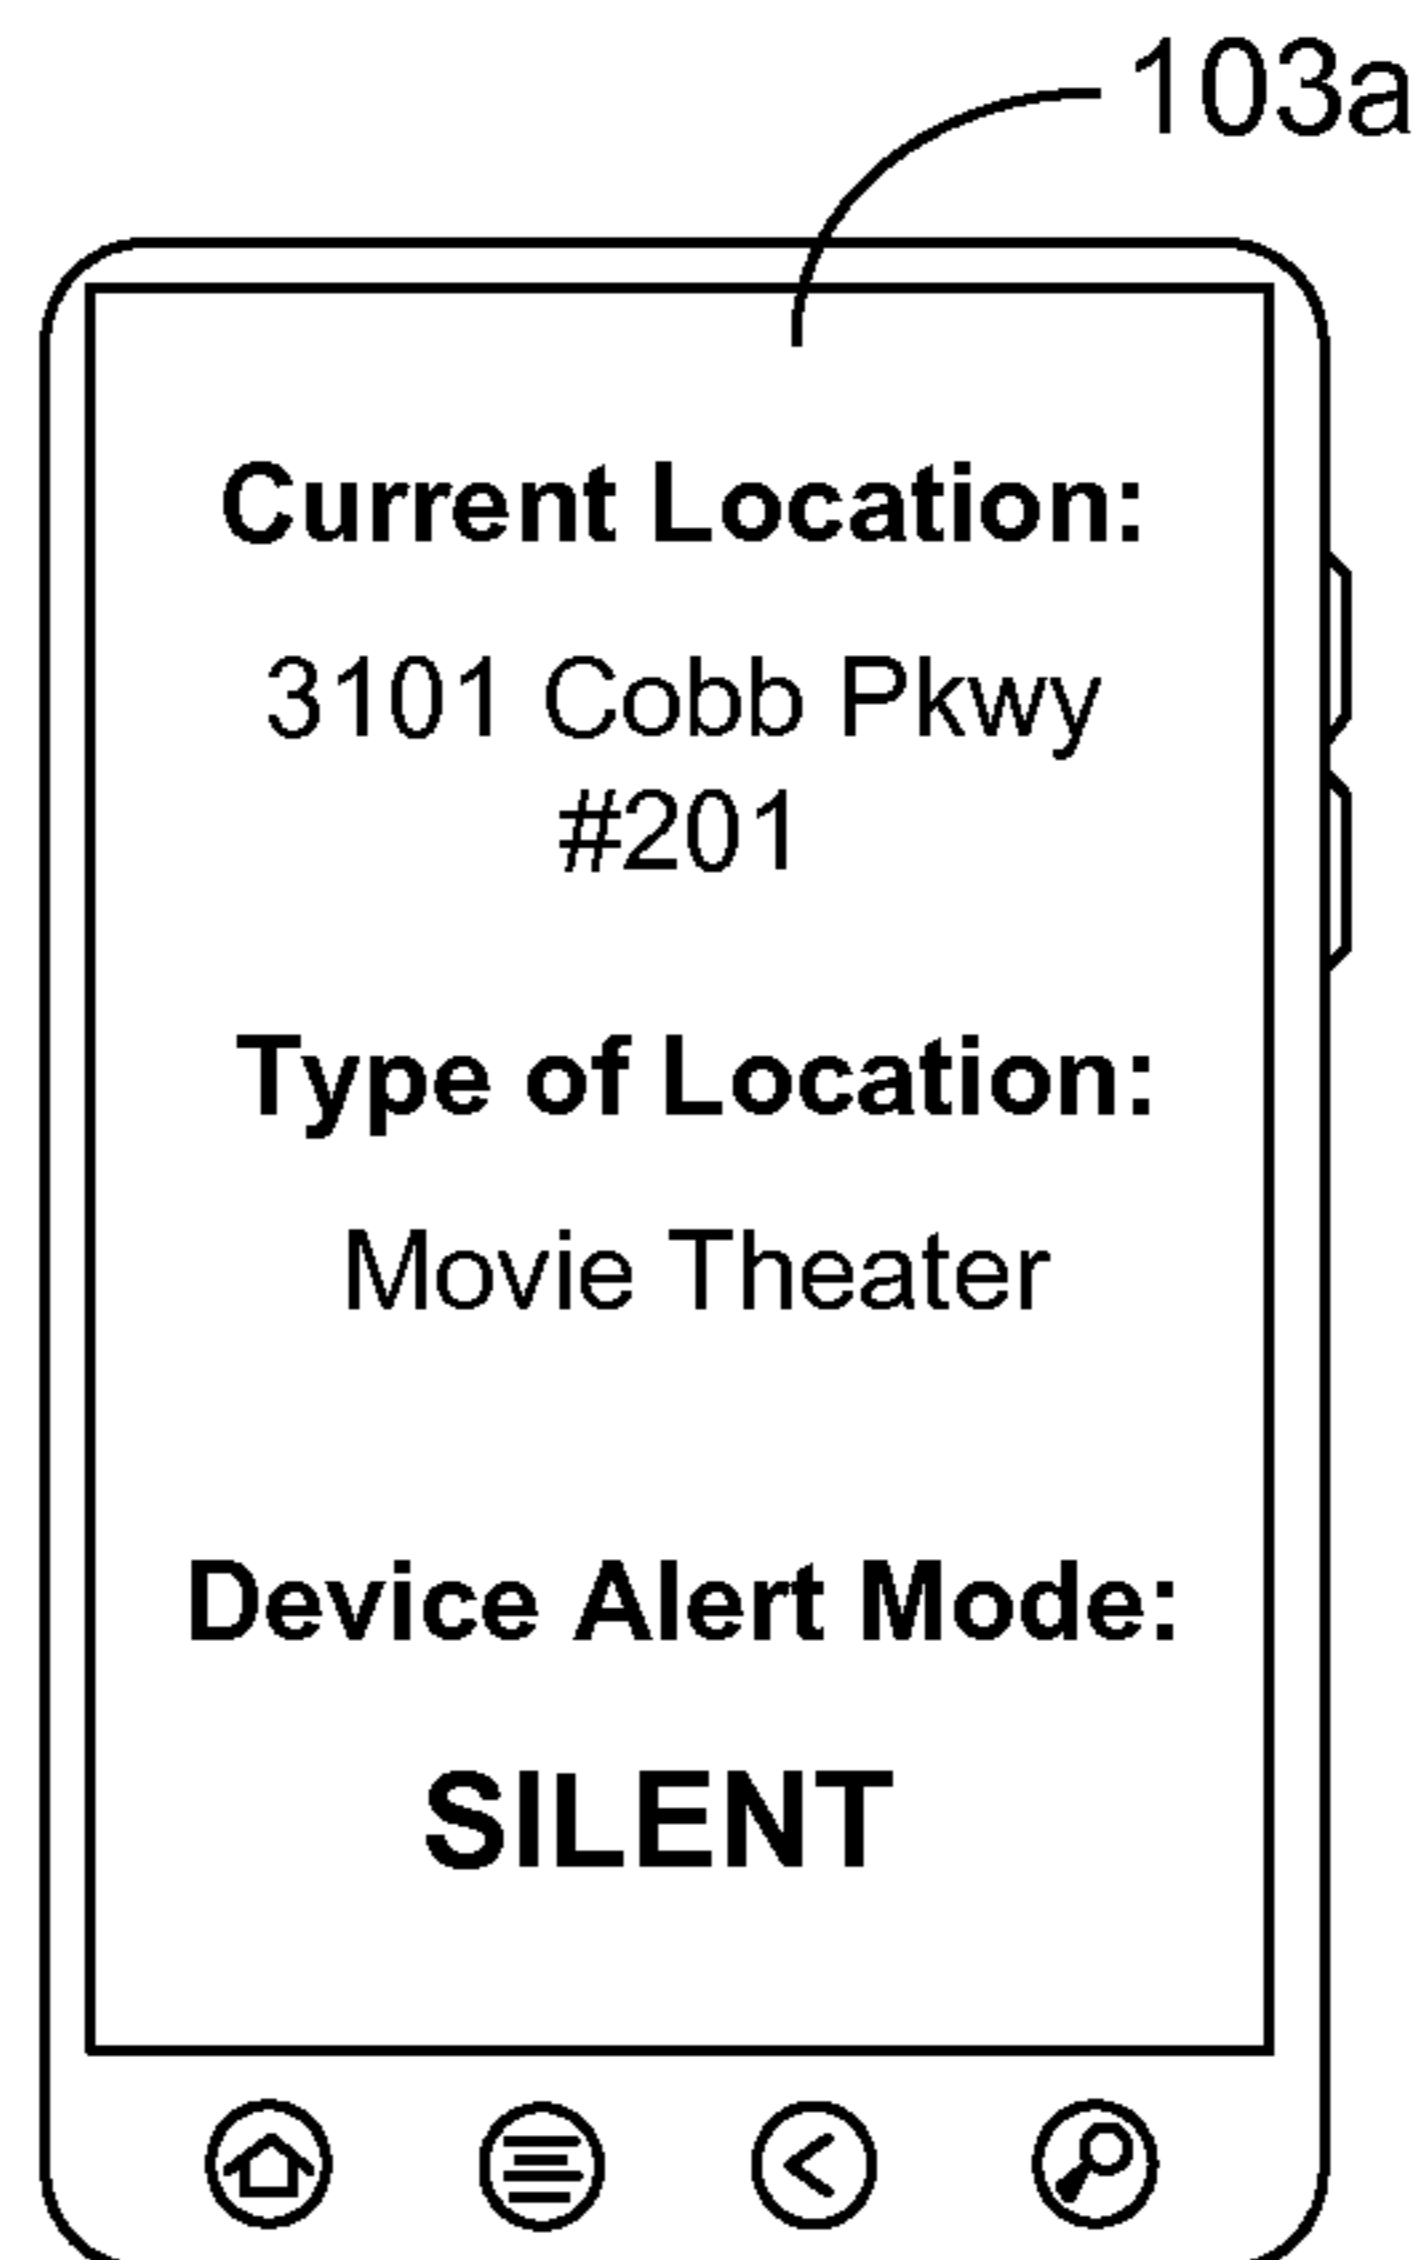 103a
Current Location:
3101 Cobb Pkwy
#201
Type of Location:
Movie Theater
Device Alert Mode:
SILENT